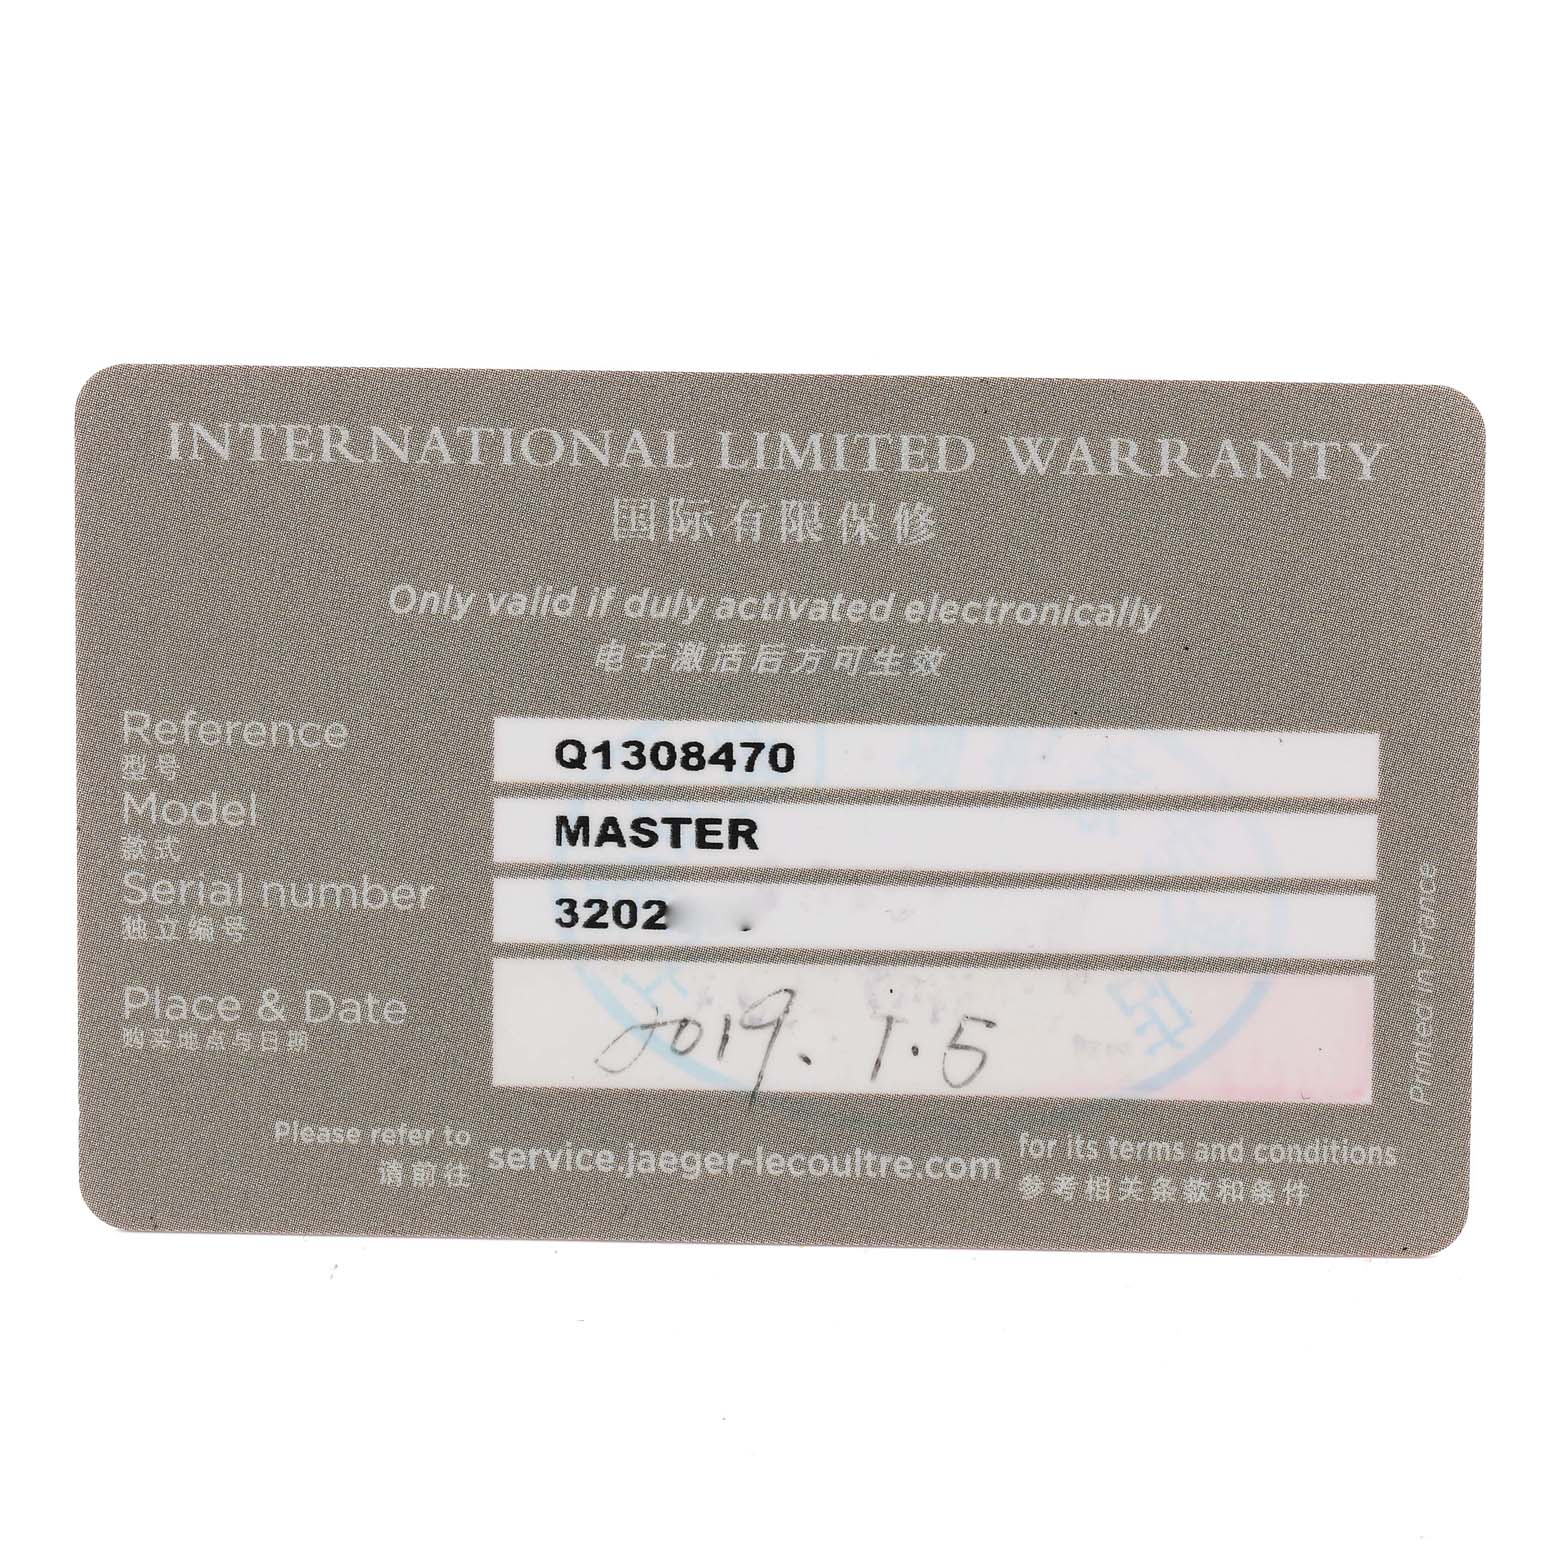 INTERNATIONAL LIMITED WARRANTY
国际有限保修
Only valid if duly activated electronically
电子激活后方可生效
Reference Q1308470
型号
Model MASTER
款式
Serial number 3202
独立编号
Place & Date 2019. 1.5
购买地点与日期
Printed in France
Please refer to service.jaeger-lecoultre.com for its terms and conditions
请前往 参考相关条款和条件